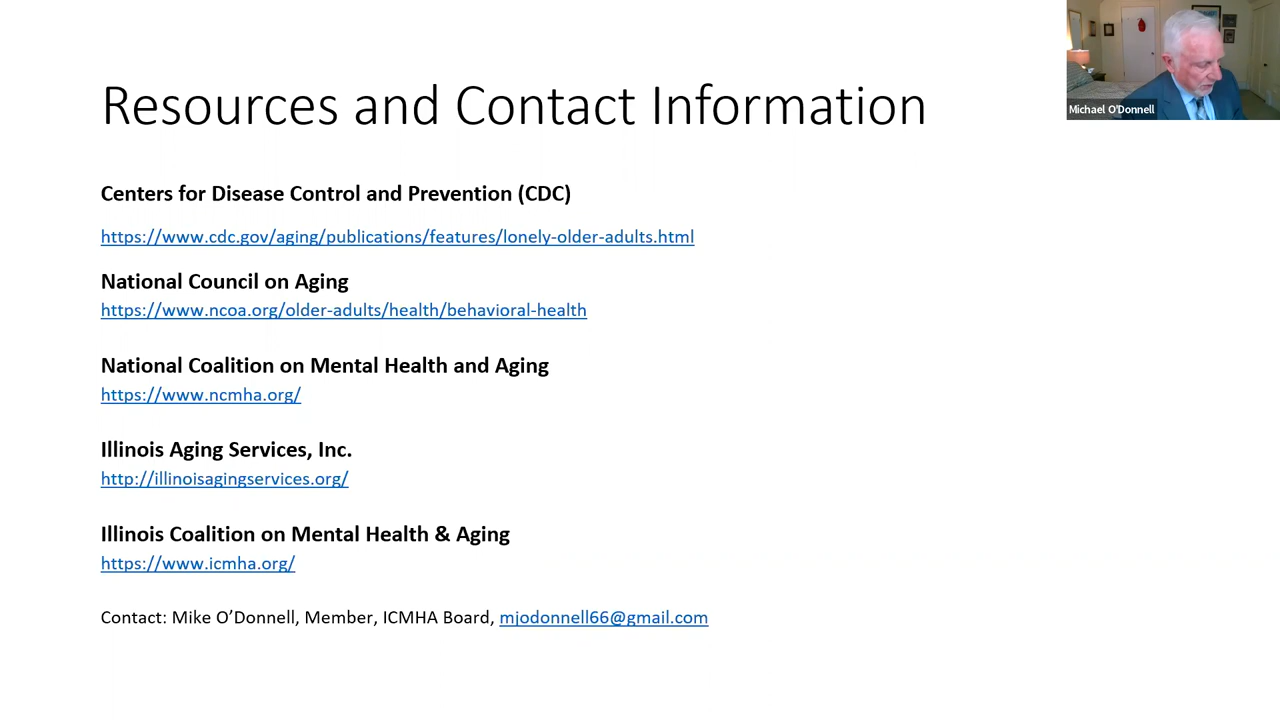 Resources and Contact Information
Michael O'Donnell
Centers for Disease Control and Prevention (CDC)
https://www.cdc.gov/aging/publications/features/lonely-older-adults.html
National Council on Aging
https://www.ncoa.org/older-adults/health/behavioral-health
National Coalition on Mental Health and Aging
https://www.ncmha.org/
Illinois Aging Services, Inc.
http://illinoisagingservices.org/
Illinois Coalition on Mental Health & Aging
https://www.icmha.org/
Contact: Mike O’Donnell, Member, ICMHA Board, mjodonnell66@gmail.com